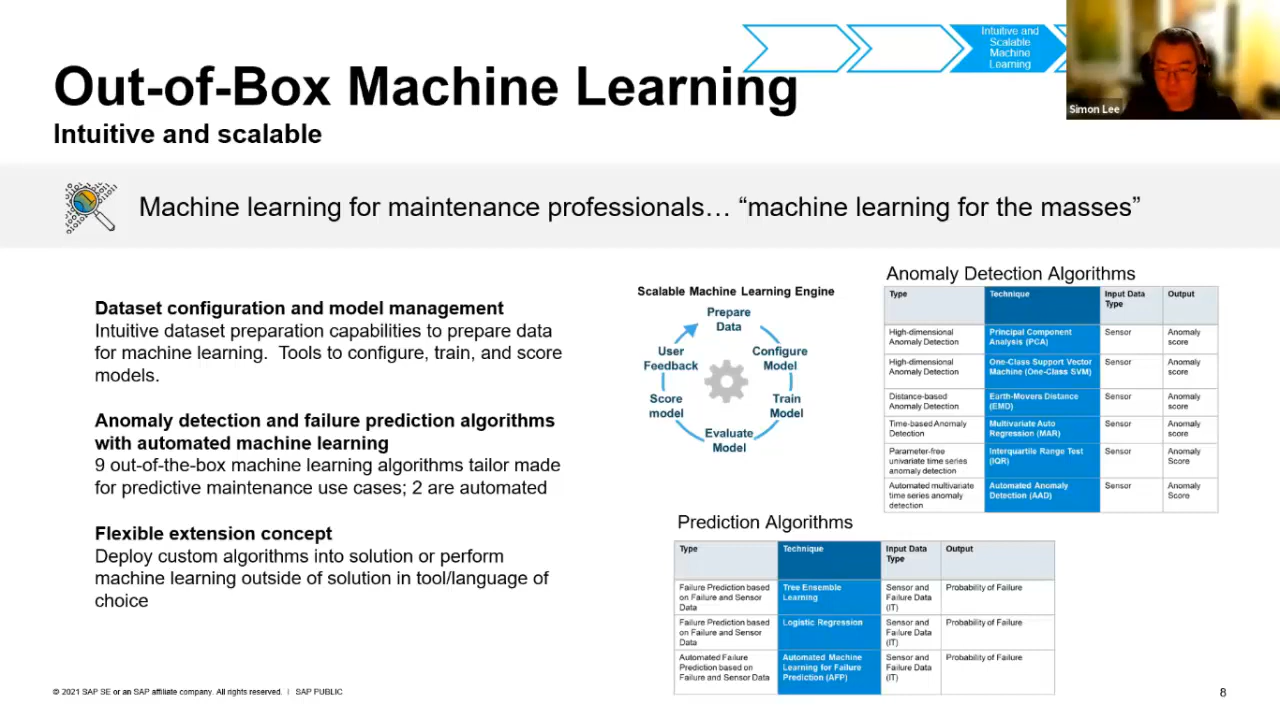 Intuitive and
Scalable
Machine
Learning
Simon Lee
Out-of-Box Machine Learning
Intuitive and scalable
Machine learning for maintenance professionals… “machine learning for the masses”
Dataset configuration and model management
Intuitive dataset preparation capabilities to prepare data
for machine learning.  Tools to configure, train, and score
models.
Anomaly detection and failure prediction algorithms
with automated machine learning
9 out-of-the-box machine learning algorithms tailor made
for predictive maintenance use cases; 2 are automated
Flexible extension concept
Deploy custom algorithms into solution or perform
machine learning outside of solution in tool/language of
choice
Scalable Machine Learning Engine
Prepare
Data
Configure
Model
Train
Model
Evaluate
Model
Score
model
User
Feedback
Anomaly Detection Algorithms
Type
Technique
Input Data
Type
Output
High-dimensional
Anomaly Detection
Principal Component
Analysis (PCA)
Sensor
Anomaly
score
High-dimensional
Anomaly Detection
One-Class Support Vector
Machine (One-Class SVM)
Sensor
Anomaly
score
Distance-based
Anomaly Detection
Earth-Movers Distance
(EMD)
Sensor
Anomaly
score
Time-based Anomaly
Detection
Multivariate Auto
Regression (MAR)
Sensor
Anomaly
score
Parameter-free
univariate time series
anomaly detection
Interquartile Range Test
(IQR)
Sensor
Anomaly
Score
Automated multivariate
time series anomaly
detection
Automated Anomaly
Detection (AAD)
Sensor
Anomaly
Score
Prediction Algorithms
Type
Technique
Input Data
Type
Output
Failure Prediction based
on Failure and Sensor
Data
Tree Ensemble
Learning
Sensor and
Failure Data
(IT)
Probability of Failure
Failure Prediction based
on Failure and Sensor
Data
Logistic Regression
Sensor and
Failure Data
(IT)
Probability of Failure
Automated Failure
Prediction based on
Failure and Sensor Data
Automated Machine
Learning for Failure
Prediction (AFP)
Sensor and
Failure Data
(IT)
Probability of Failure
© 2021 SAP SE or an SAP affiliate company. All rights reserved. | SAP PUBLIC
8